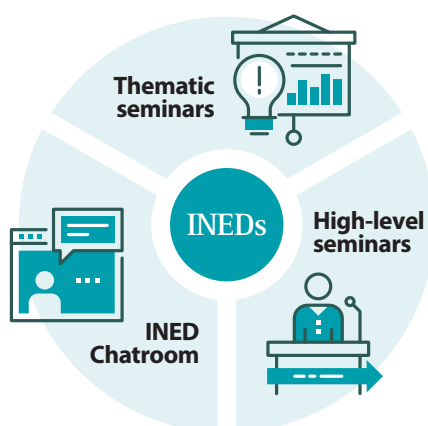 Thematic
seminars
INEDs
High-level
seminars
INED
Chatroom